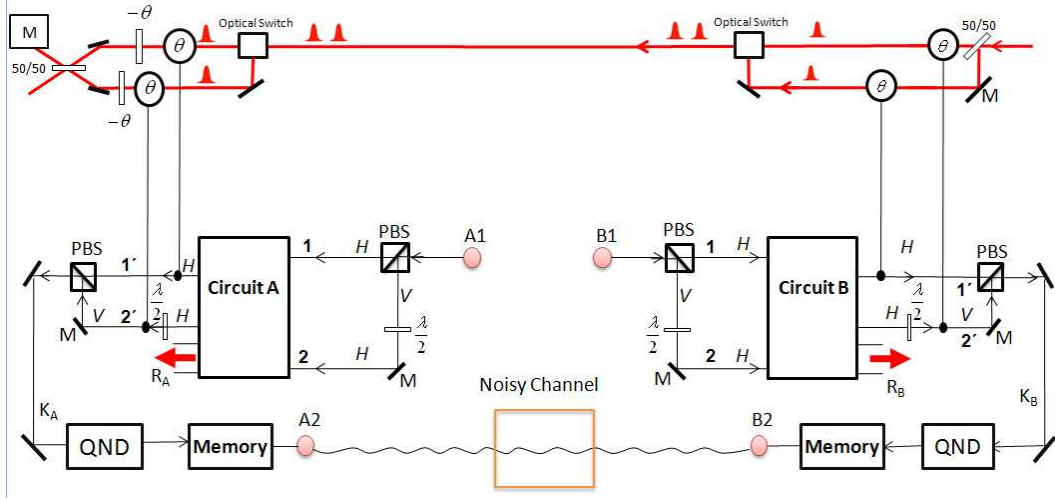 M
−θ
θ
Optical Switch
Optical Switch
50/50
50/50
θ
θ
θ
M
−θ
PBS
PBS
A1
B1
PBS
PBS
1´
H
1
H
1
H
H
1´
Circuit A
Circuit B
V
V
λ/2
λ/2
λ/2
λ/2
V
2´
H
H
V
2´
M
M
2
H
2
H
M
M
R_A
R_B
Noisy Channel
K_A
K_B
A2
B2
QND
Memory
Memory
QND